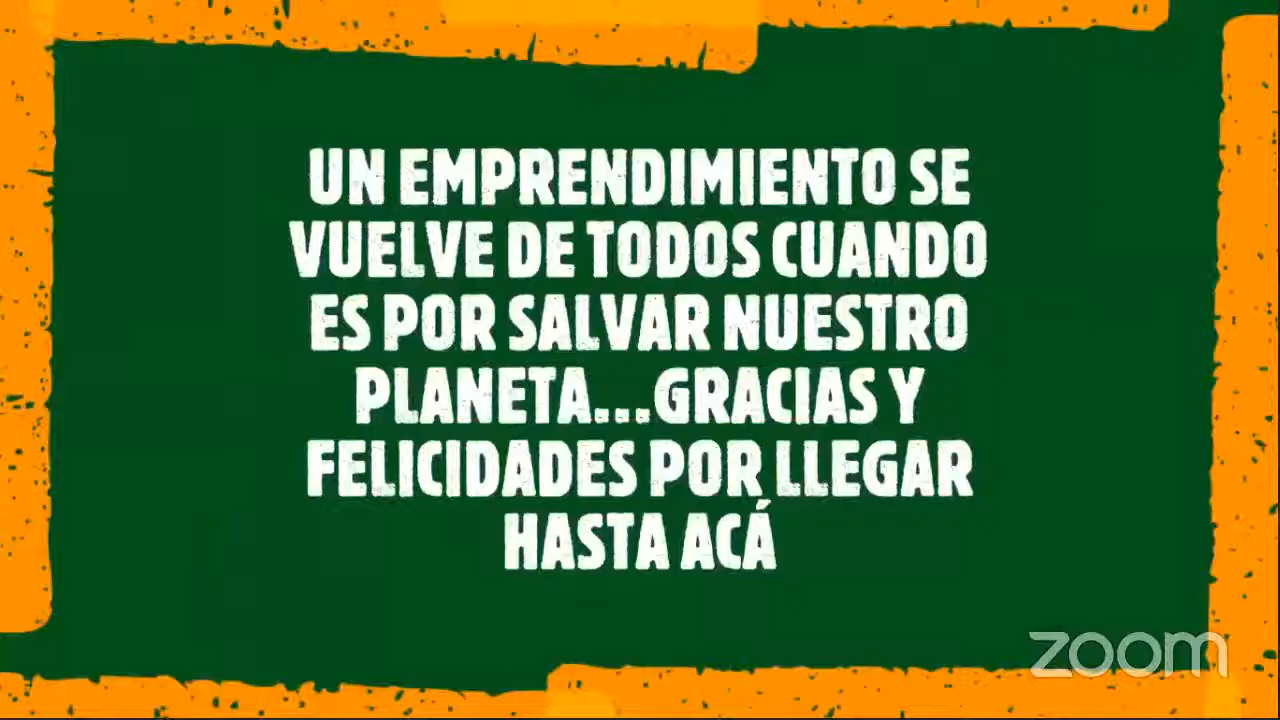 UN EMPRENDIMIENTO SE
VUELVE DE TODOS CUANDO
ES POR SALVAR NUESTRO
PLANETA...GRACIAS Y
FELICIDADES POR LLEGAR
HASTA ACÁ
zoom